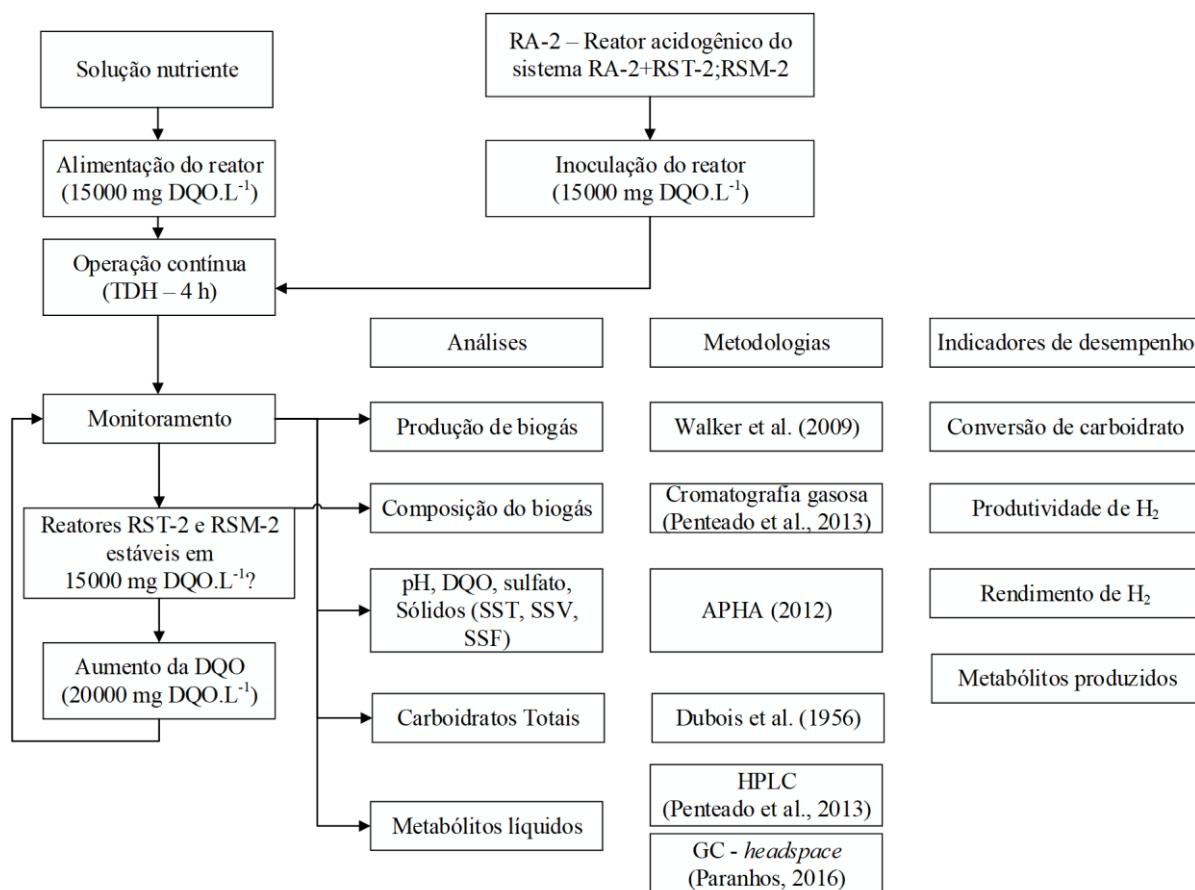 Solução nutriente
RA-2 – Reator acidogênico do
sistema RA-2+RST-2;RSM-2
Alimentação do reator
(15000 mg DQO.L⁻¹)
Inoculação do reator
(15000 mg DQO.L⁻¹)
Operação contínua
(TDH – 4 h)
Análises
Metodologias
Indicadores de desempenho
Monitoramento
Produção de biogás
Walker et al. (2009)
Conversão de carboidrato
Reatores RST-2 e RSM-2
estáveis em
15000 mg DQO.L⁻¹?
Composição do biogás
Cromatografia gasosa
(Penteado et al., 2013)
Produtividade de H₂
pH, DQO, sulfato,
Sólidos (SST, SSV,
SSF)
APHA (2012)
Rendimento de H₂
Aumento da DQO
(20000 mg DQO.L⁻¹)
Metabólitos produzidos
Carboidratos Totais
Dubois et al. (1956)
Metabólitos líquidos
HPLC
(Penteado et al., 2013)
GC - headspace
(Paranhos, 2016)